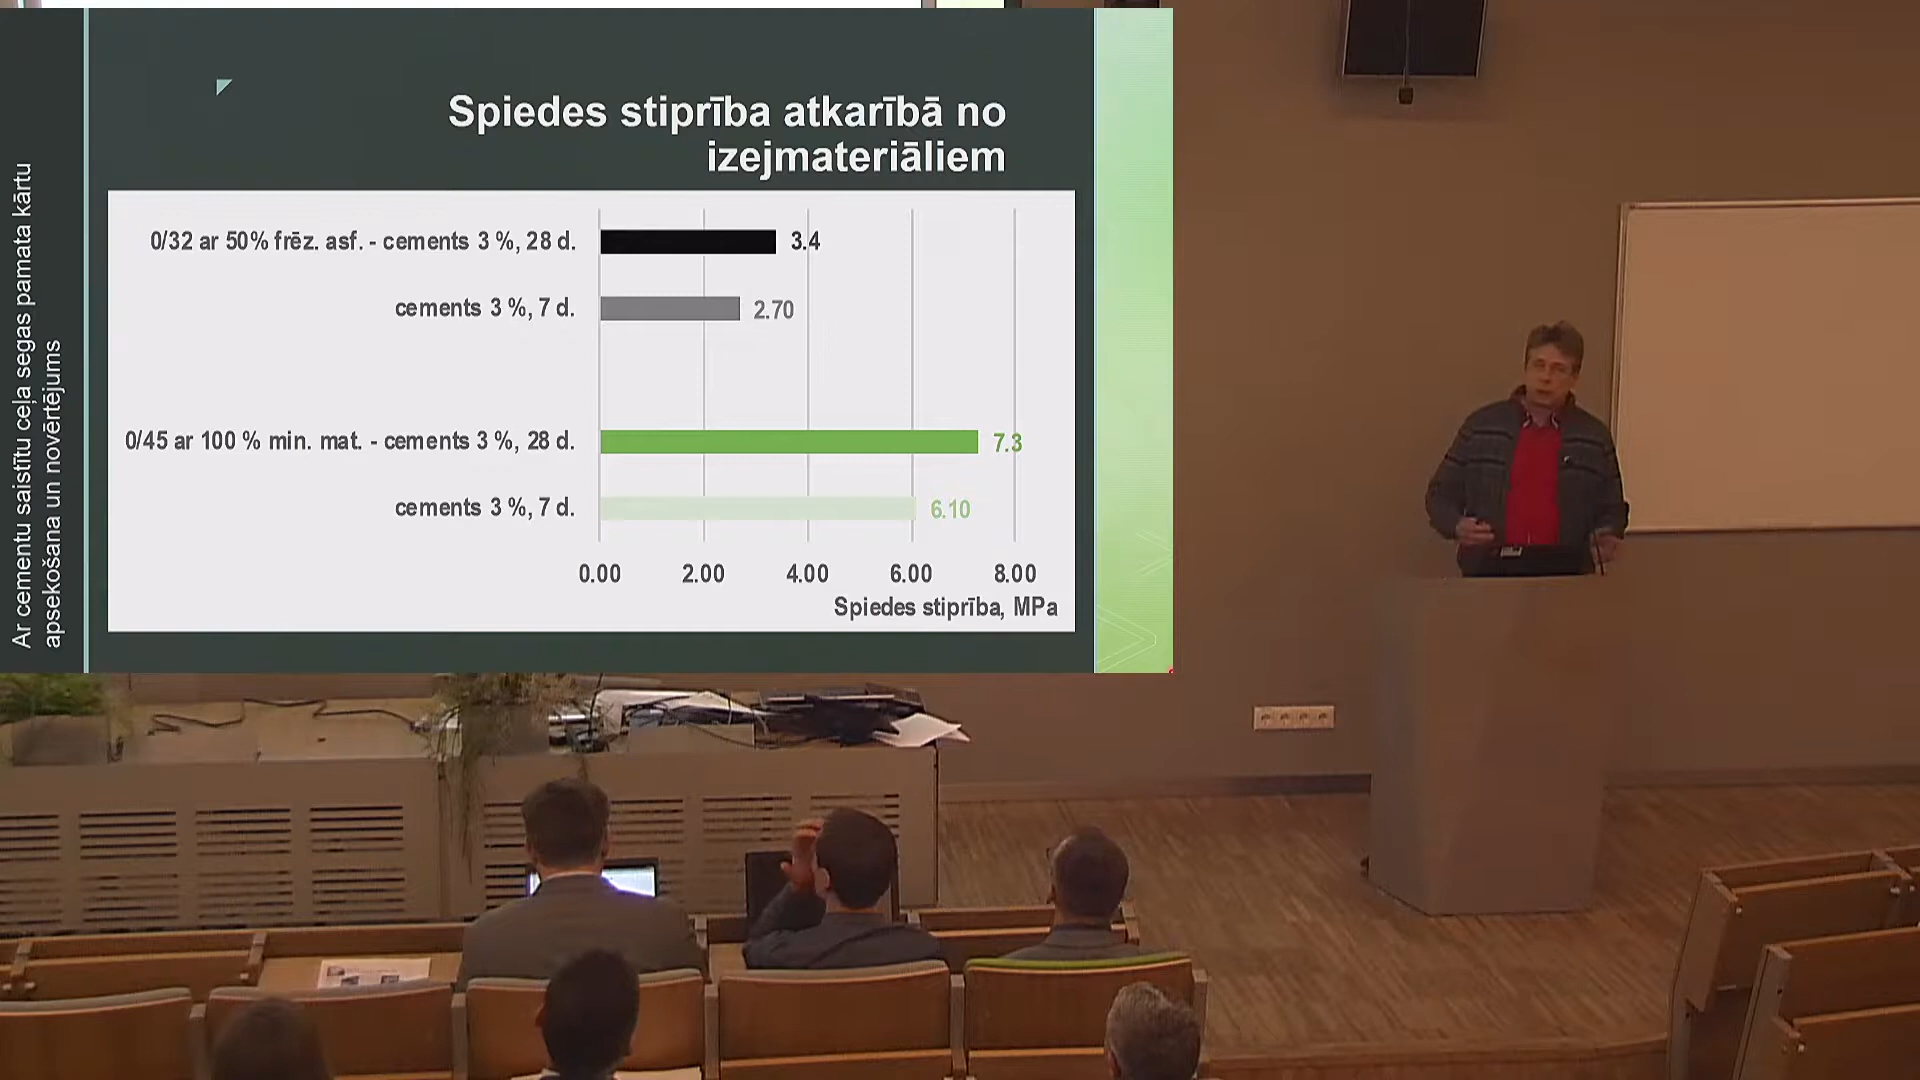 Spiedes stiprība atkarībā no
izejmateriāliem
Ar cementu saistītu ceļa segas pamata kārtu
apsekošana un novērtējums
0/32 ar 50% frēz. asf. - cements 3 %, 28 d.
3.4
cements 3 %, 7 d.
2.70
0/45 ar 100 % min. mat. - cements 3 %, 28 d.
7.3
cements 3 %, 7 d.
6.10
0.00 2.00 4.00 6.00 8.00
Spiedes stiprība, MPa